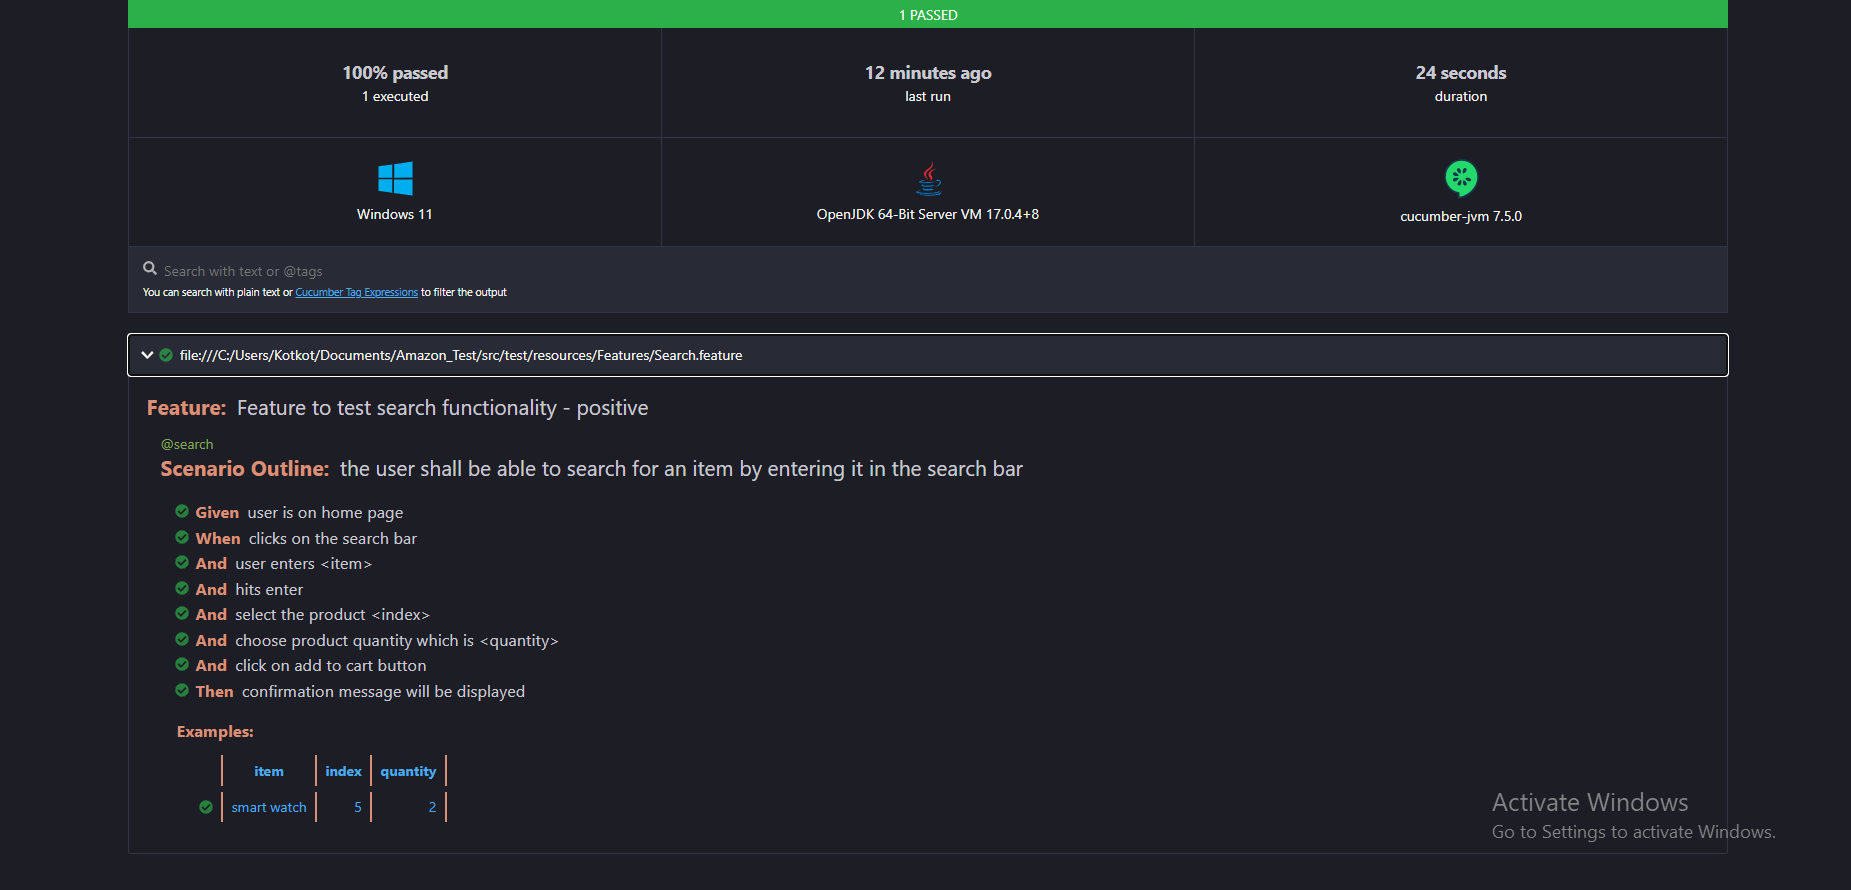 1 PASSED
100% passed
1 executed
12 minutes ago
last run
24 seconds
duration
Windows 11
OpenJDK 64-Bit Server VM 17.0.4+8
cucumber-jvm 7.5.0
Search with text or @tags
You can search with plain text or Cucumber Tag Expressions to filter the output
file:///C:/Users/Kotkot/Documents/Amazon_Test/src/test/resources/Features/Search.feature
Feature: Feature to test search functionality - positive
@search
Scenario Outline: the user shall be able to search for an item by entering it in the search bar
Given user is on home page
When clicks on the search bar
And user enters <item>
And hits enter
And select the product <index>
And choose product quantity which is <quantity>
And click on add to cart button
Then confirmation message will be displayed
Examples:
item index quantity
smart watch 5 2
Activate Windows
Go to Settings to activate Windows.